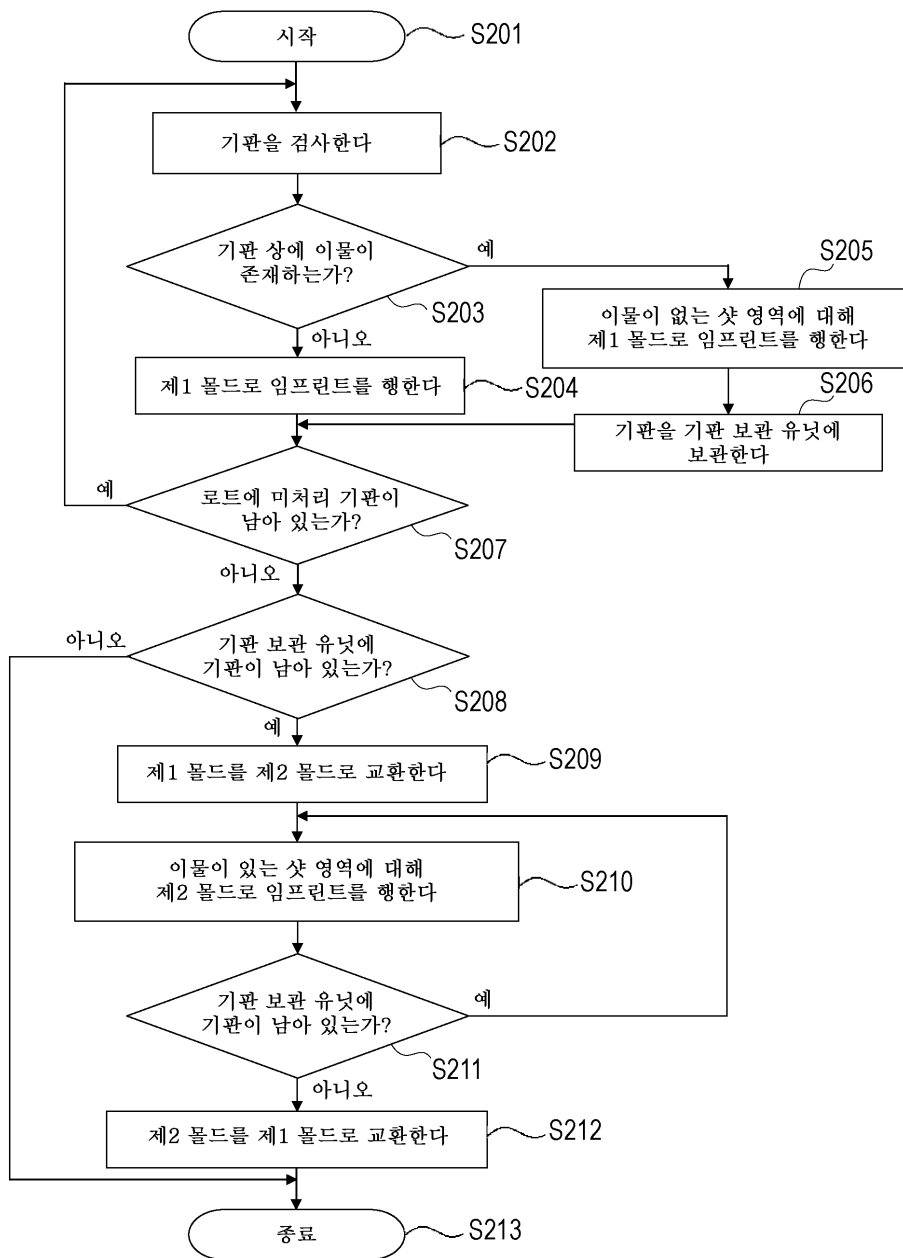 시작
S201
기판을 검사한다
S202
기판 상에 이물이
존재하는가?
예
S203
아니오
S205
이물이 없는 샷 영역에 대해
제1 몰드로 임프린트를 행한다
제1 몰드로 임프린트를 행한다
S204
S206
기판을 기판 보관 유닛에
보관한다
예
로트에 미처리 기판이
남아 있는가?
S207
아니오
아니오
기판 보관 유닛에
기판이 남아 있는가?
S208
예
제1 몰드를 제2 몰드로 교환한다
S209
이물이 있는 샷 영역에 대해
제2 몰드로 임프린트를 행한다
S210
기판 보관 유닛에
기판이 남아 있는가?
예
S211
아니오
제2 몰드를 제1 몰드로 교환한다
S212
종료
S213